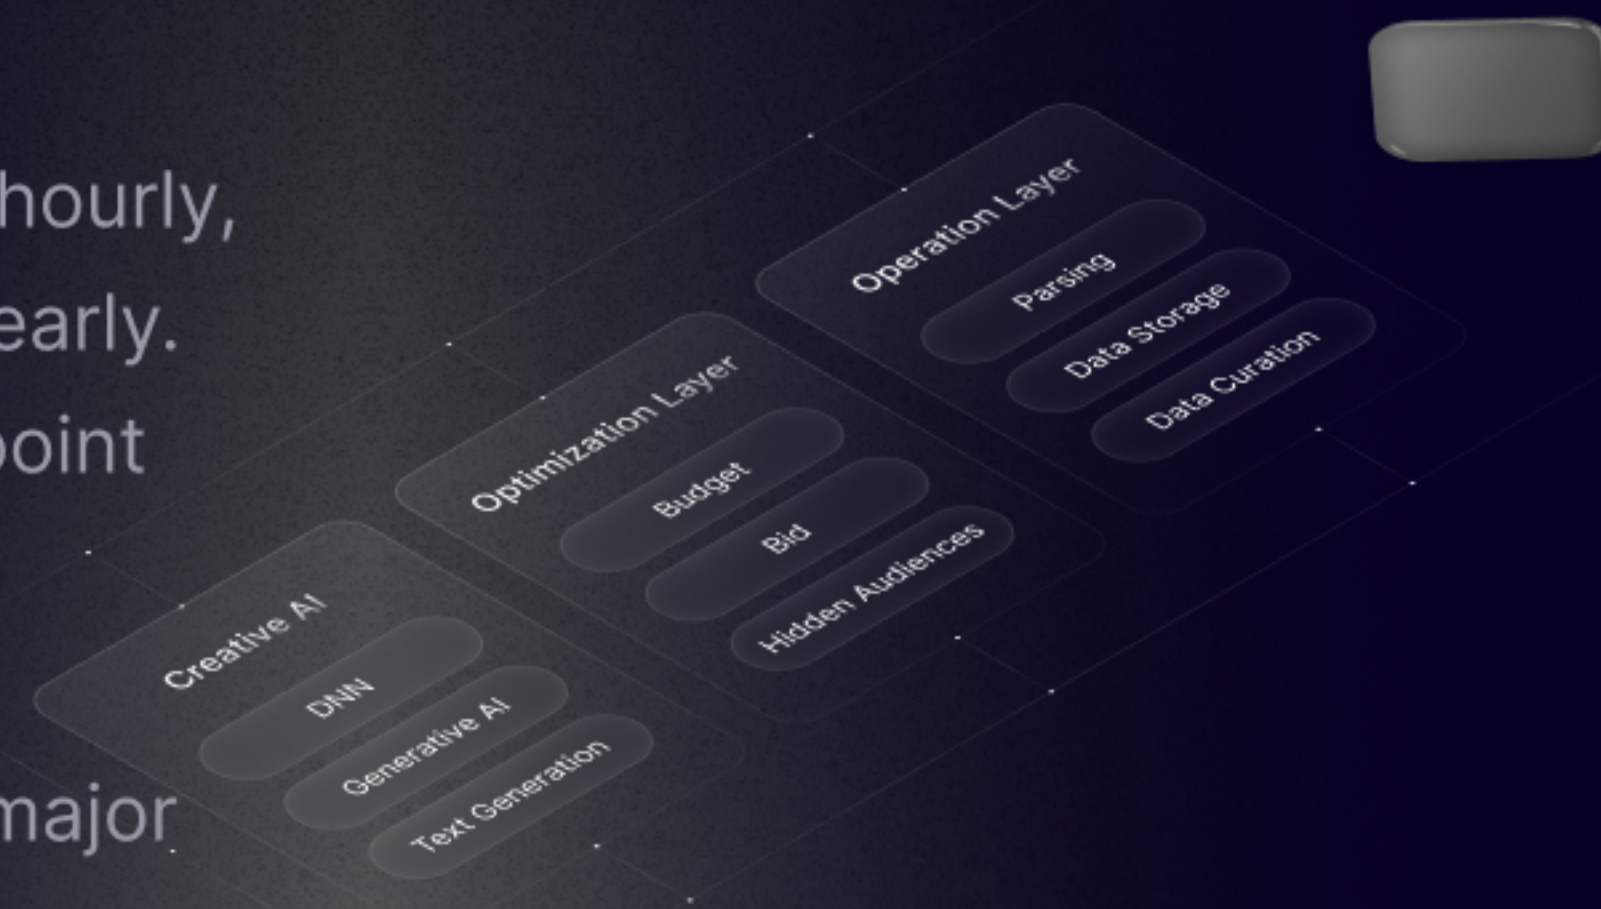 hourly,
early.
point
major
Creative AI
DNN
Generative AI
Text Generation
Optimization Layer
Budget
Bid
Hidden Audiences
Operation Layer
Parsing
Data Storage
Data Curation